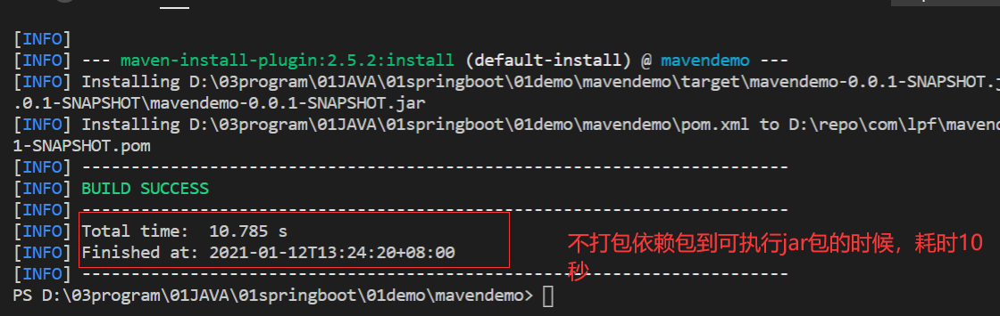 [INFO]
[INFO] --- maven-install-plugin:2.5.2:install (default-install) @ mavendemo ---
[INFO] Installing D:\03program\01JAVA\01springboot\01demo\mavendemo\target\mavendemo-0.0.1-SNAPSHOT.j
.0.1-SNAPSHOT\mavendemo-0.0.1-SNAPSHOT.jar
[INFO] Installing D:\03program\01JAVA\01springboot\01demo\mavendemo\pom.xml to D:\repo\com\lpf\mavend
1-SNAPSHOT.pom
[INFO] ------------------------------------------------------------------------
[INFO] BUILD SUCCESS
[INFO] ------------------------------------------------------------------------
[INFO] Total time:  10.785 s
[INFO] Finished at: 2021-01-12T13:24:20+08:00
不打包依赖包到可执行jar包的时候，耗时10
秒
[INFO] ------------------------------------------------------------------------
PS D:\03program\01JAVA\01springboot\01demo\mavendemo>